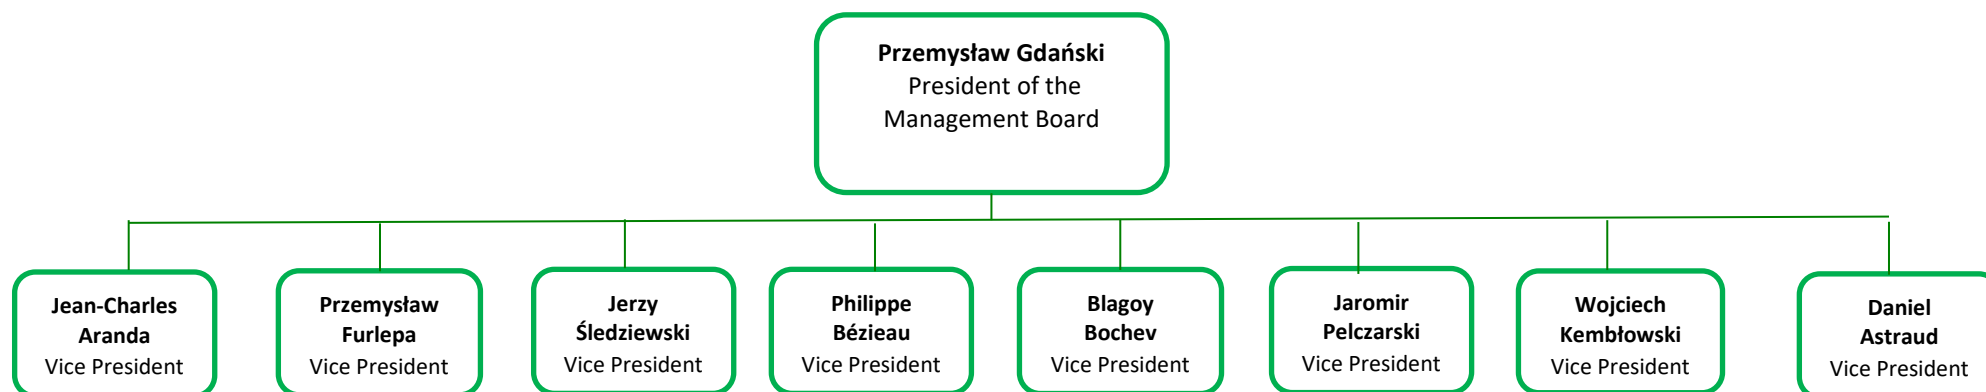 Przemysław Gdański
President of the
Management Board
Jean-Charles
Aranda
Vice President
Przemysław
Furlepa
Vice President
Jerzy
Śledziewski
Vice President
Philippe
Bézieau
Vice President
Blagoy
Bochev
Vice President
Jaromir
Pelczarski
Vice President
Wojciech
Kembłowski
Vice President
Daniel
Astraud
Vice President